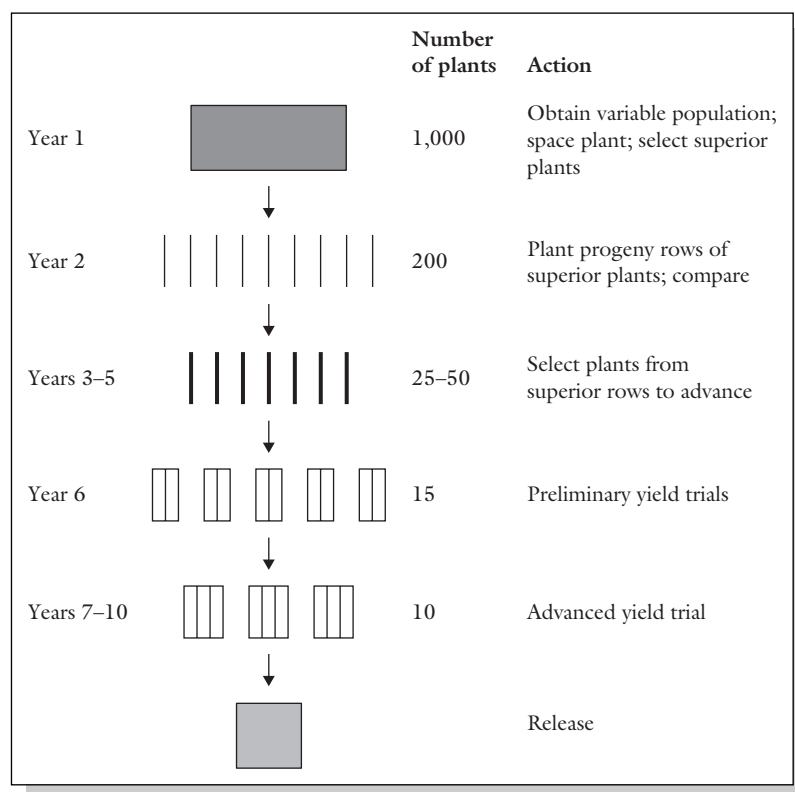 Number
of plants Action
Year 1 1,000 Obtain variable population;
space plant; select superior
plants
Year 2 200 Plant progeny rows of
superior plants; compare
Years 3–5 25–50 Select plants from
superior rows to advance
Year 6 15 Preliminary yield trials
Years 7–10 10 Advanced yield trial
Release